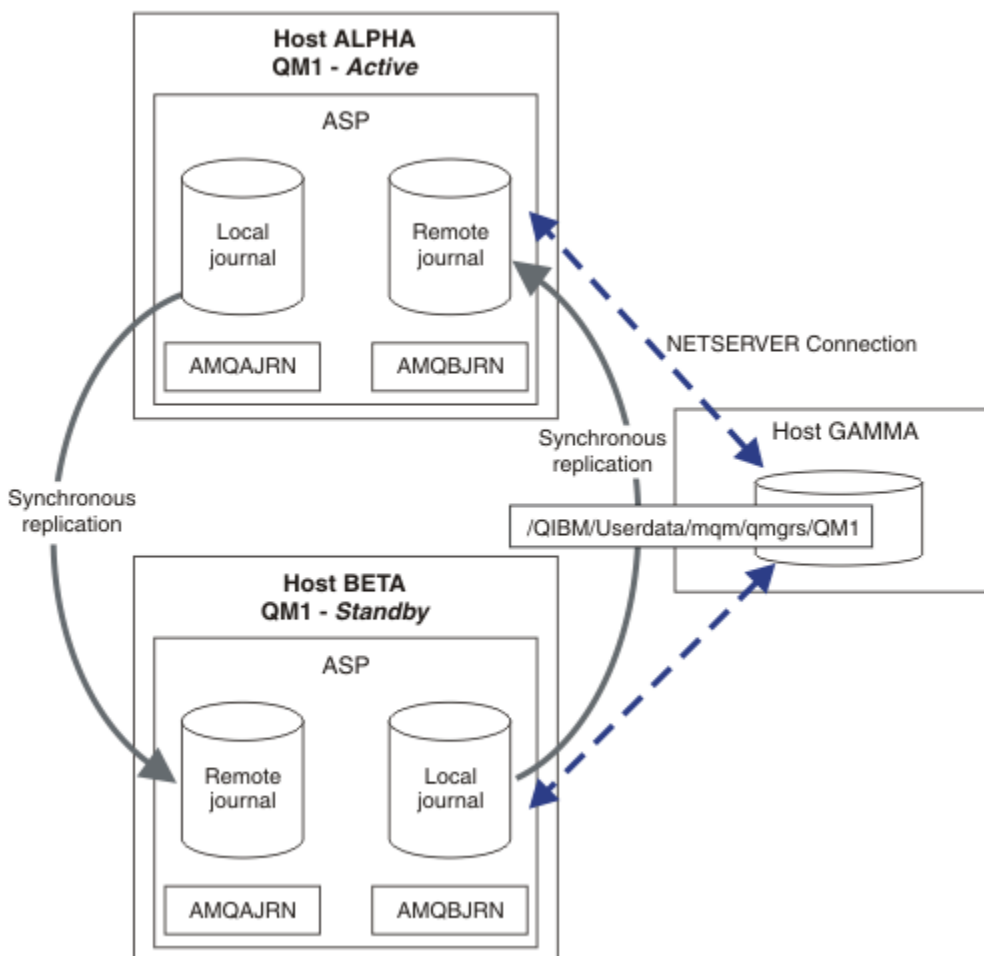 Host ALPHA
QM1 - Active
ASP
Local
journal
Remote
journal
AMQAJRN
AMQBJRN
NETSERVER Connection
Host GAMMA
/QIBM/Userdata/mqm/qmgrs/QM1
Synchronous
replication
Synchronous
replication
Host BETA
QM1 - Standby
ASP
Remote
journal
Local
journal
AMQAJRN
AMQBJRN